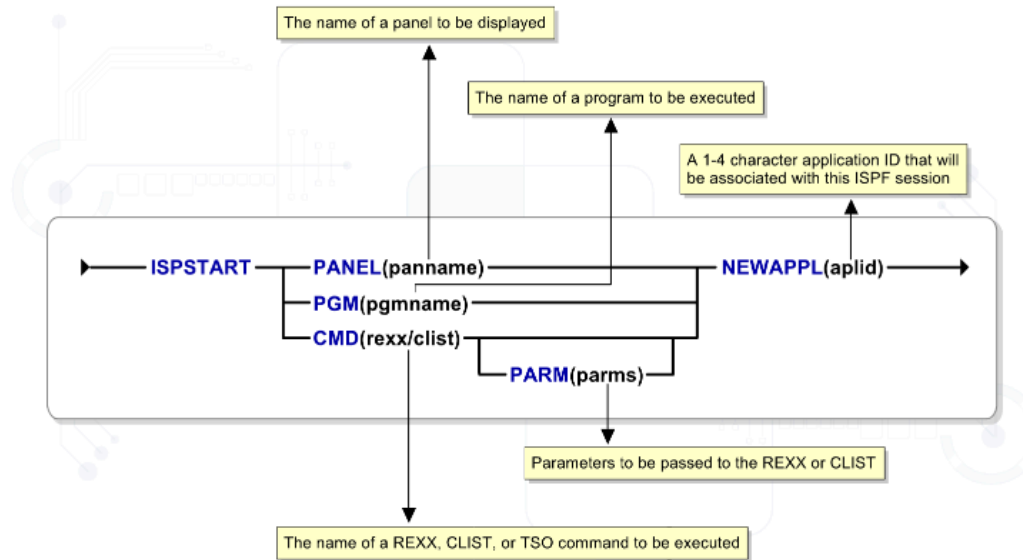 The name of a panel to be displayed
The name of a program to be executed
A 1-4 character application ID that will
be associated with this ISPF session
ISPSTART PANEL(panname) NEWAPPL(aplid)
PGM(pgmname)
CMD(rexx/clist)
PARM(parms)
Parameters to be passed to the REXX or CLIST
The name of a REXX, CLIST, or TSO command to be executed